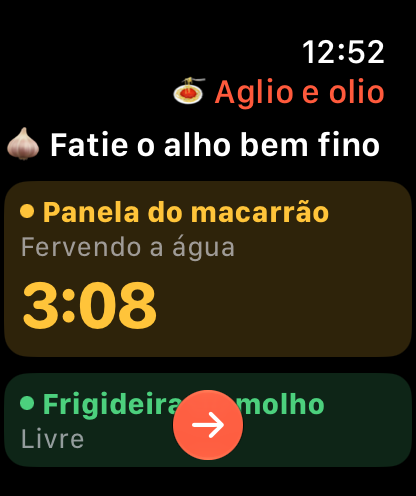 12:52
Aglio e olio
Fatie o alho bem fino
Panela do macarrão
Fervendo a água
3:08
Frigideira molho
Livre